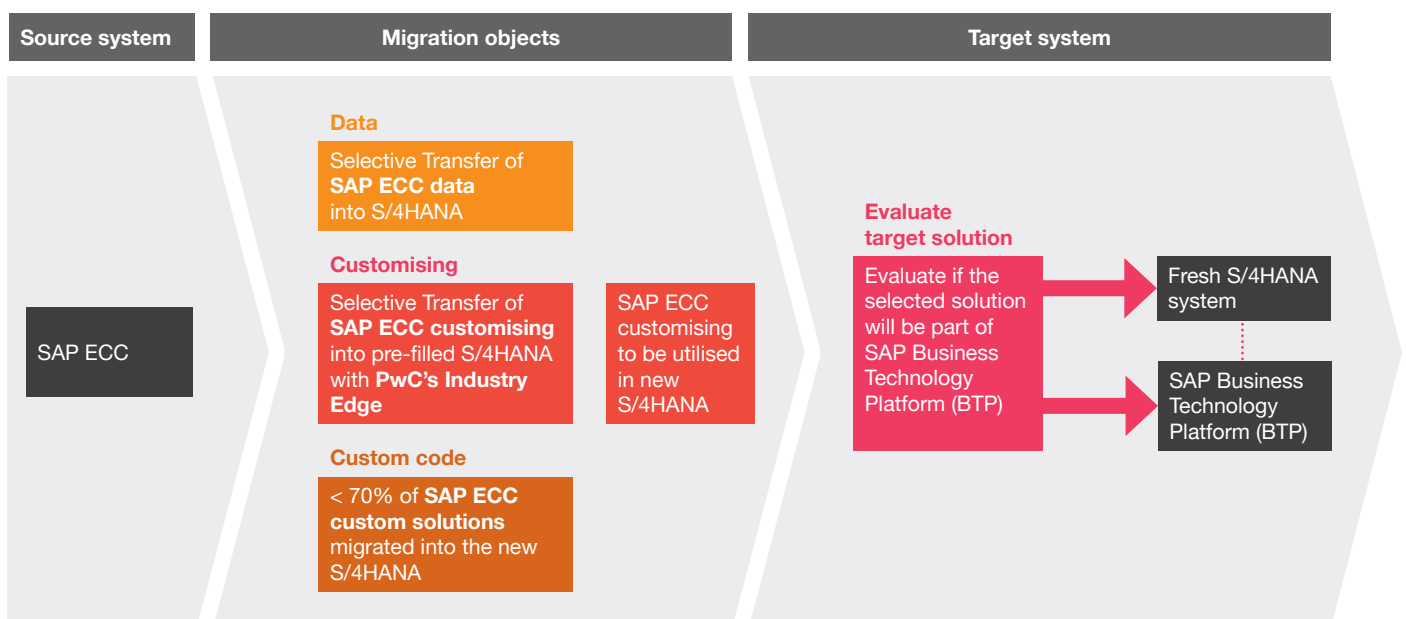 Source system
Migration objects
Target system
SAP ECC
Data
Selective Transfer of
SAP ECC data
into S/4HANA
Customising
Selective Transfer of
SAP ECC customising
into pre-filled S/4HANA
with PwC's Industry
Edge
SAP ECC
customising
to be utilised
in new
S/4HANA
Custom code
< 70% of SAP ECC
custom solutions
migrated into the new
S/4HANA
Evaluate
target solution
Evaluate if the
selected solution
will be part of
SAP Business
Technology
Platform (BTP)
Fresh S/4HANA
system
SAP Business
Technology
Platform (BTP)